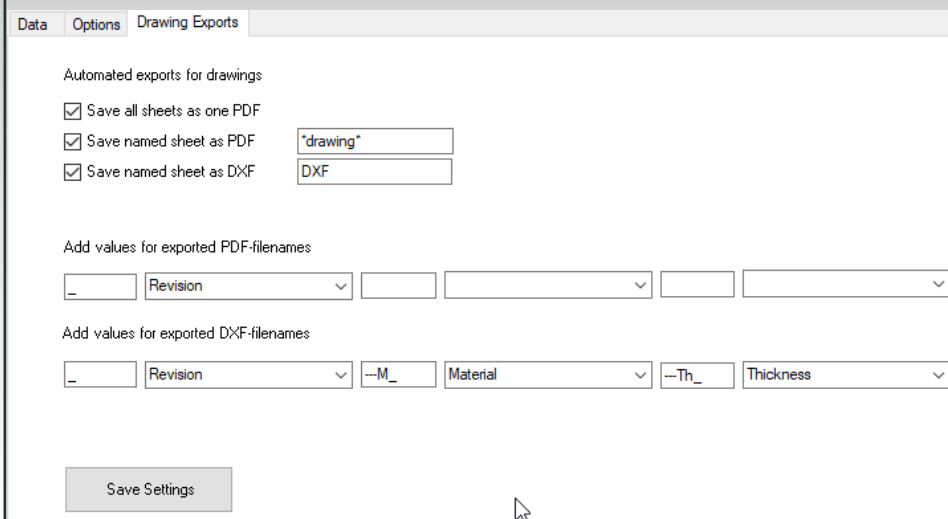 Data Options Drawing Exports
Automated exports for drawings
Save all sheets as one PDF
Save named sheet as PDF *drawing*
Save named sheet as DXF DXF
Add values for exported PDF-filenames
_ Revision
Add values for exported DXF-filenames
_ Revision ---M_ Material ---Th_ Thickness
Save Settings